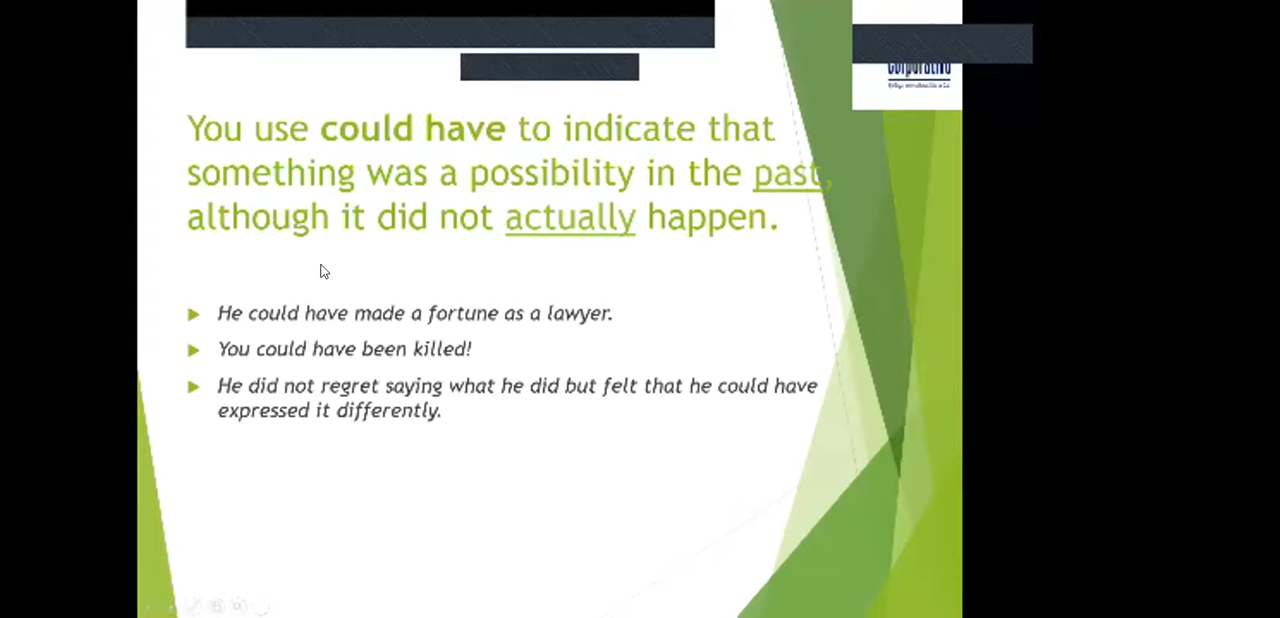 You use could have to indicate that
something was a possibility in the past,
although it did not actually happen.
He could have made a fortune as a lawyer.
You could have been killed!
He did not regret saying what he did but felt that he could have
expressed it differently.